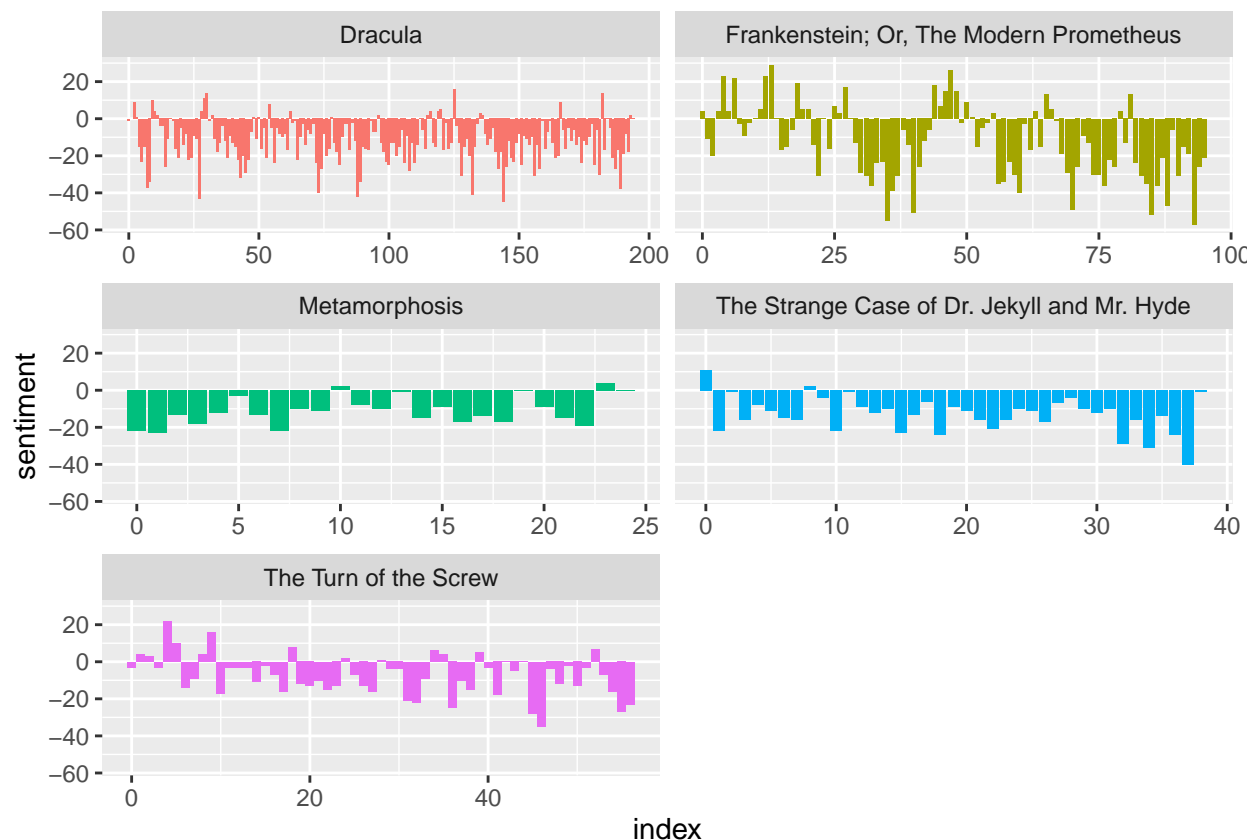 Dracula
Frankenstein; Or, The Modern Prometheus
20
0
−20
−40
−60
0 50 100 150 200
0 25 50 75 100
Metamorphosis
The Strange Case of Dr. Jekyll and Mr. Hyde
20
0
−20
−40
−60
0 5 10 15 20 25
0 10 20 30 40
sentiment
The Turn of the Screw
20
0
−20
−40
−60
0 20 40
index